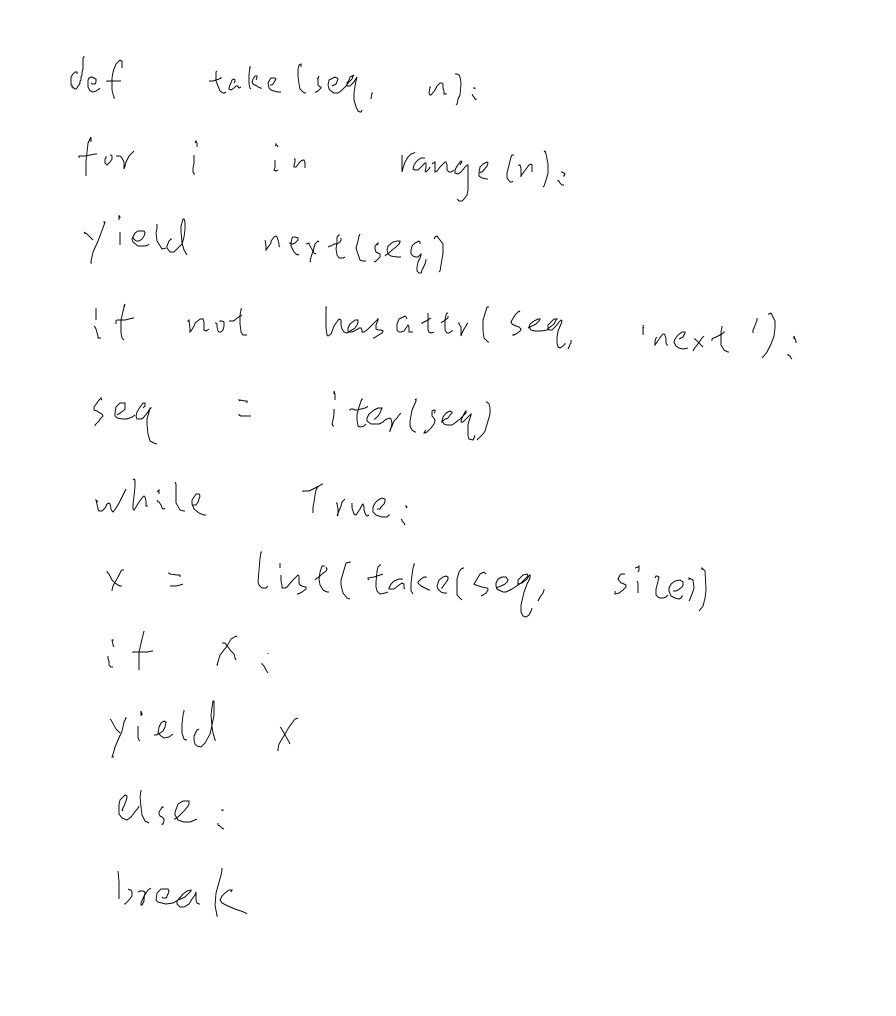 def take(seq, n):
for i in range(n):
yield next(seq)
if not hasattr(seq, 'next'):
seq = iter(seq)
while True:
x = list(take(seq, size))
if x:
yield x
else:
break